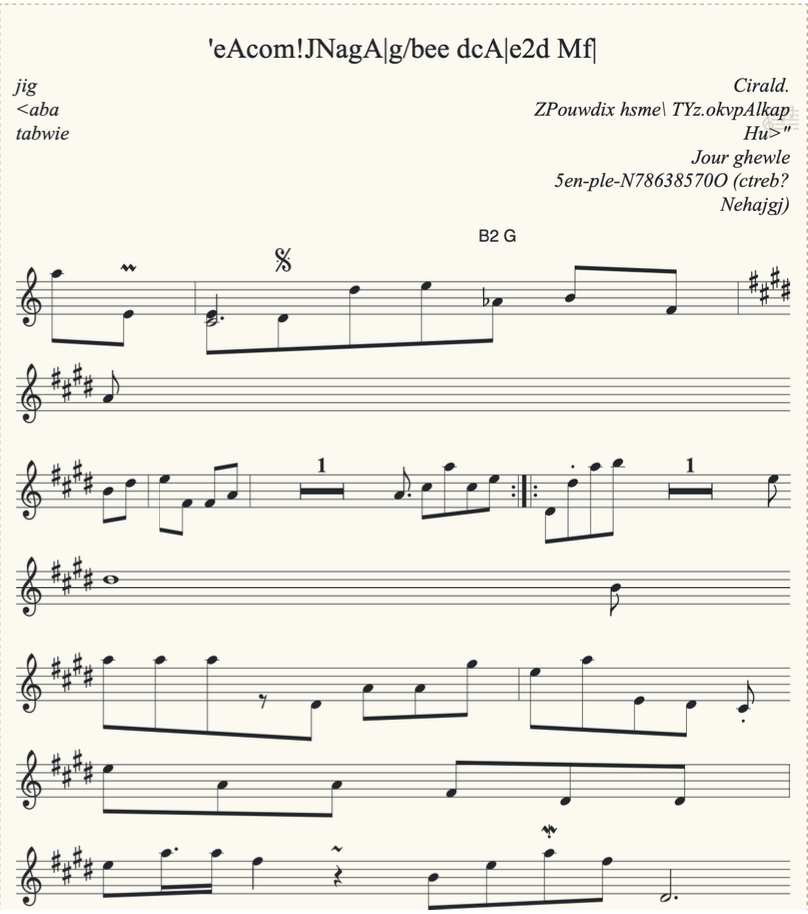 'eAcom!JNagA|g/bee dcA|e2d Mf|
jig
<aba
tabwie
Cirald.
ZPouwdix hsme\ TYz.okvpAlkap
Hu>"
Jour ghewle
5en-ple-N78638570O (ctreb?
Nehajgj)
B2 G
1
1